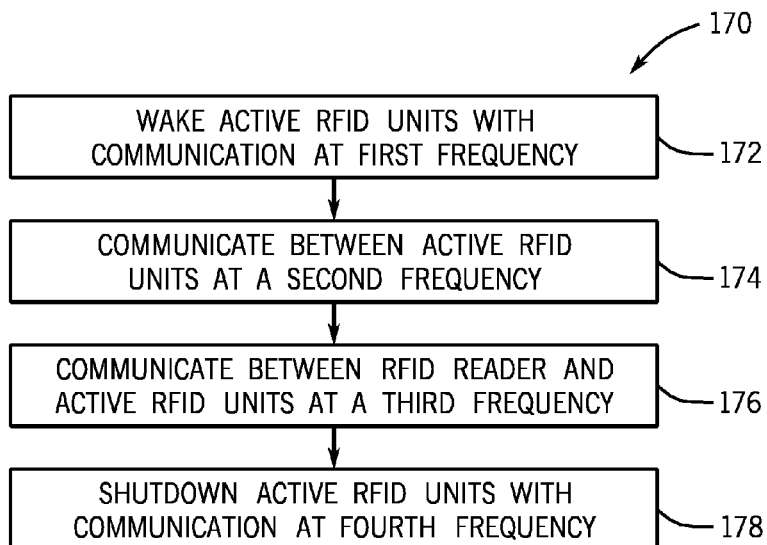 170
WAKE ACTIVE RFID UNITS WITH
COMMUNICATION AT FIRST FREQUENCY
172
COMMUNICATE BETWEEN ACTIVE RFID
UNITS AT A SECOND FREQUENCY
174
COMMUNICATE BETWEEN RFID READER AND
ACTIVE RFID UNITS AT A THIRD FREQUENCY
176
SHUTDOWN ACTIVE RFID UNITS WITH
COMMUNICATION AT FOURTH FREQUENCY
178